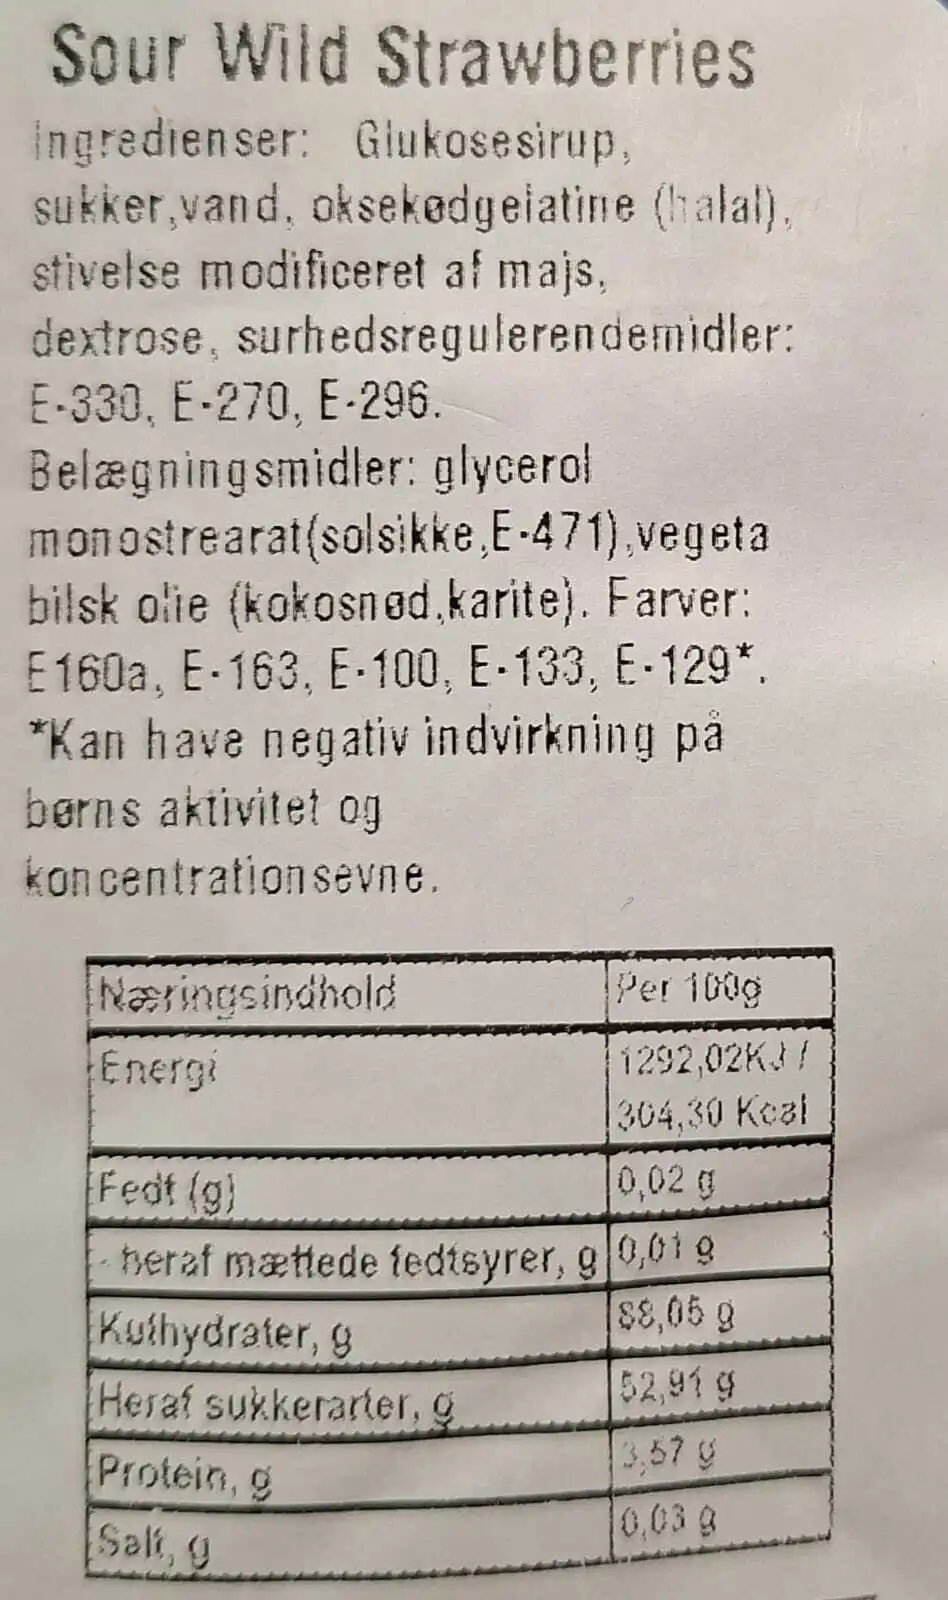 Sour Wild Strawberries
Ingredienser: Glukosesirup,
sukker,vand, oksekødgelatine (halal),
stivelse modificeret af majs,
dextrose, surhedsregulerendemidler:
E-330, E-270, E-296.
Belægningsmidler: glycerol
monostrearat(solsikke,E-471),vegeta
bilsk olie (kokosnød,karite). Farver:
E160a, E-163, E-100, E-133, E-129*.
*Kan have negativ indvirkning på
børns aktivitet og
koncentrationsevne.
Næringsindhold Per 100g
Energi 1292,02KJ /
304,30 Kcal
Fedt (g) 0,02 g
- heraf mættede fedtsyrer, g 0,01 g
Kulhydrater, g 88,05 g
Heraf sukkerarter, g 52,91 g
Protein, g 3,57 g
Salt, g 0,03 g